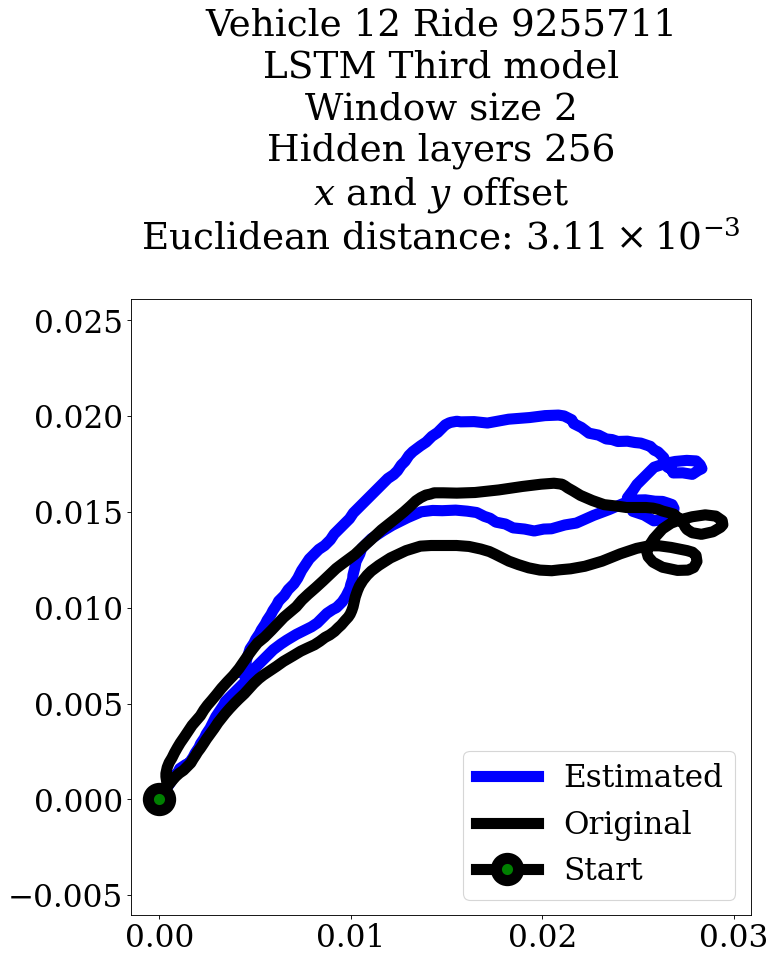 Vehicle 12 Ride 9255711
LSTM Third model
Window size 2
Hidden layers 256
x and y offset
Euclidean distance: 3.11 × 10⁻³
0.025
0.020
0.015
0.010
0.005
0.000
−0.005
Estimated
Original
Start
0.00 0.01 0.02 0.03